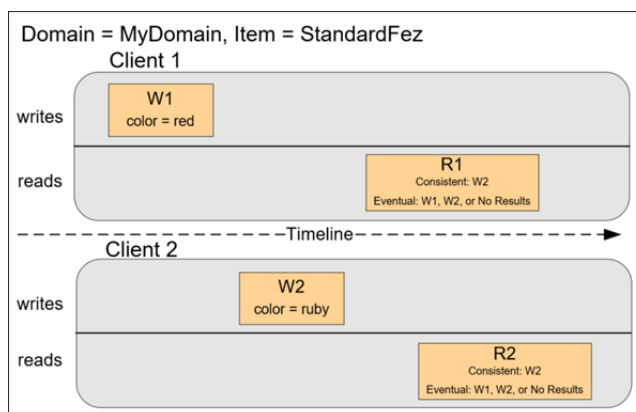 Domain = MyDomain, Item = StandardFez
Client 1
writes
W1
color = red
reads
R1
Consistent: W2
Eventual: W1, W2, or No Results
Timeline
Client 2
writes
W2
color = ruby
reads
R2
Consistent: W2
Eventual: W1, W2, or No Results